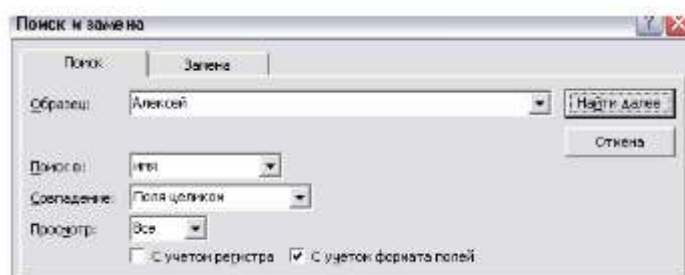 Поиск и замена
Поиск Замена
Образец: Алексей Найти далее
Отмена
Поиск в: имя
Совпадение: Поля целиком
Просмотр: Все
С учетом регистра С учетом формата полей